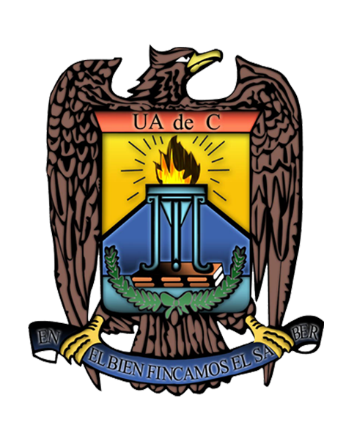 UA de C
EN EL BIEN FINCAMOS EL SABER